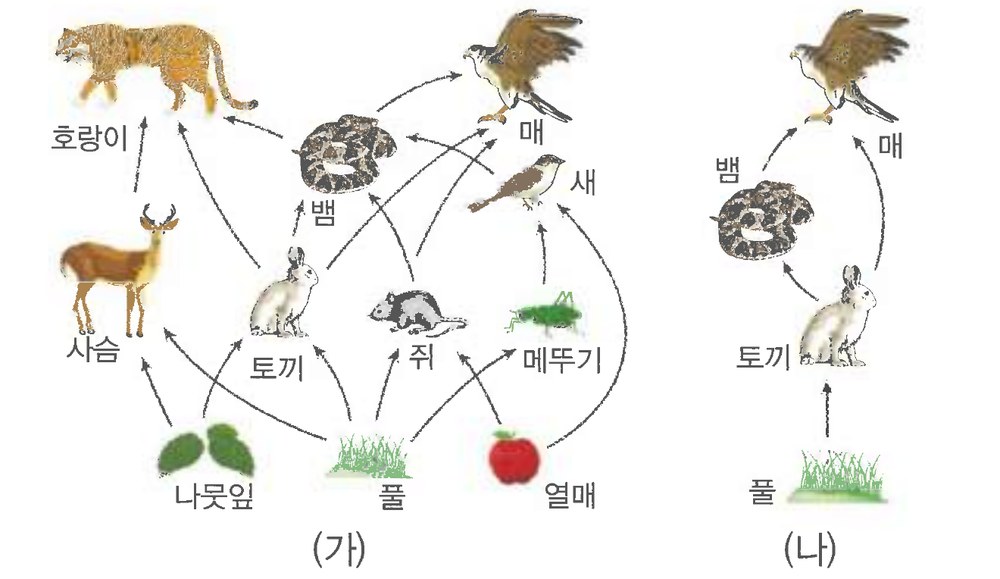 호랑이
매
새
뱀
사슴
토끼
쥐
메뚜기
나뭇잎
풀
열매
(가)
매
뱀
토끼
풀
(나)